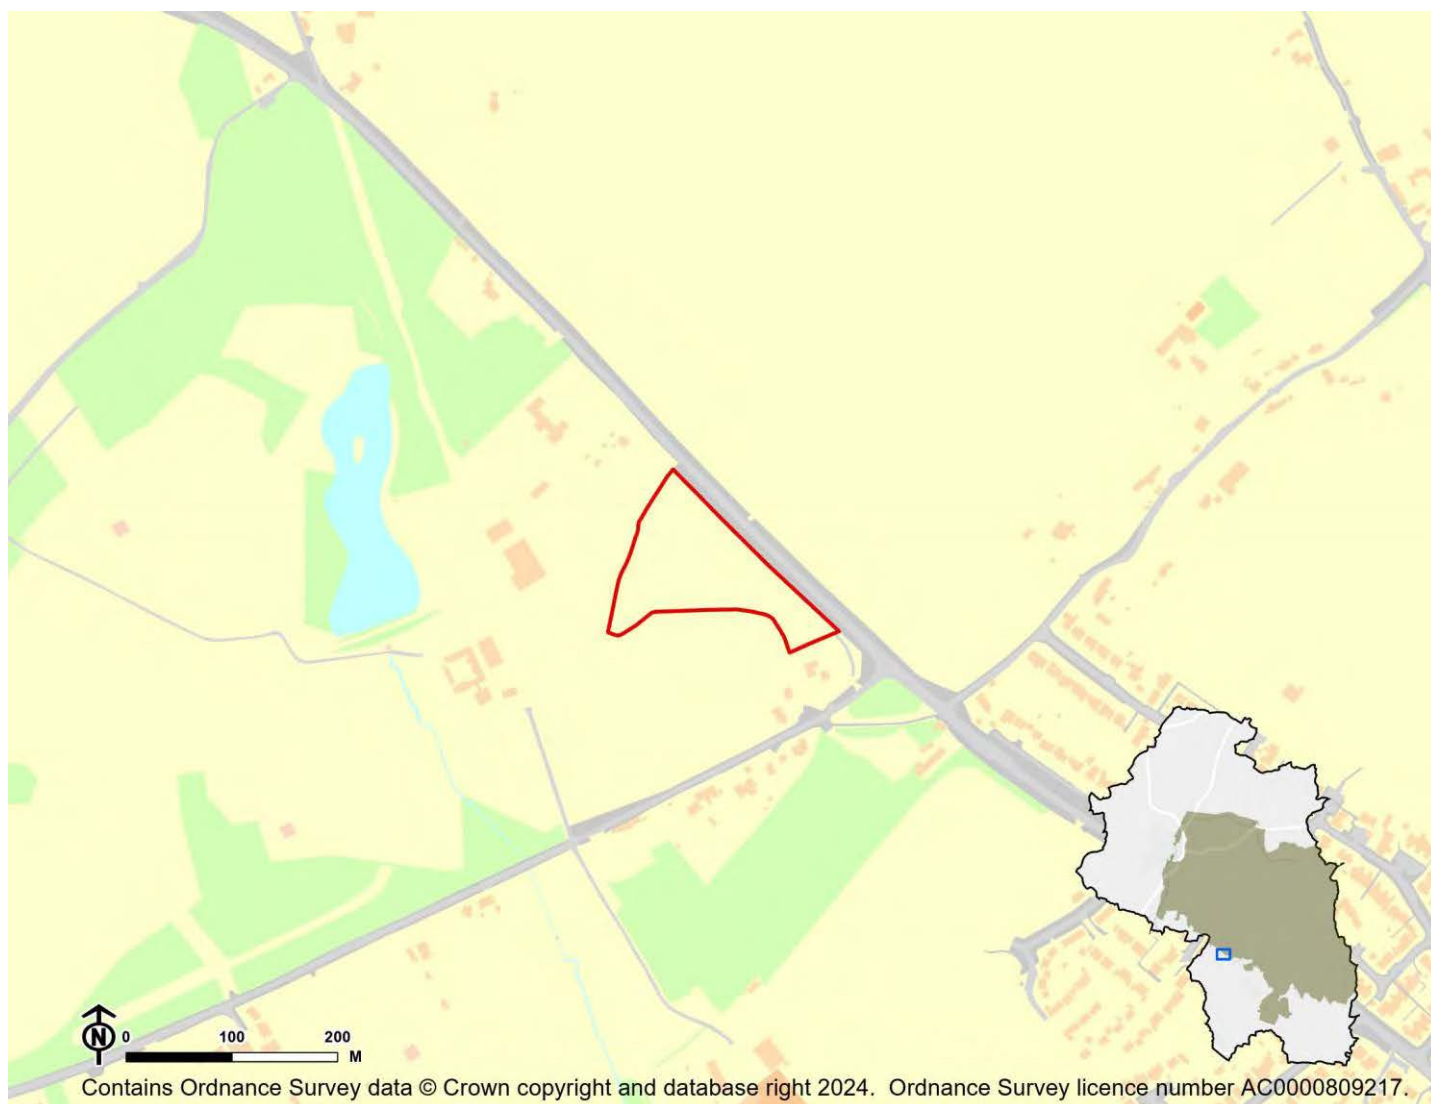 N 0 100 200
M
Contains Ordnance Survey data © Crown copyright and database right 2024. Ordnance Survey licence number AC0000809217.